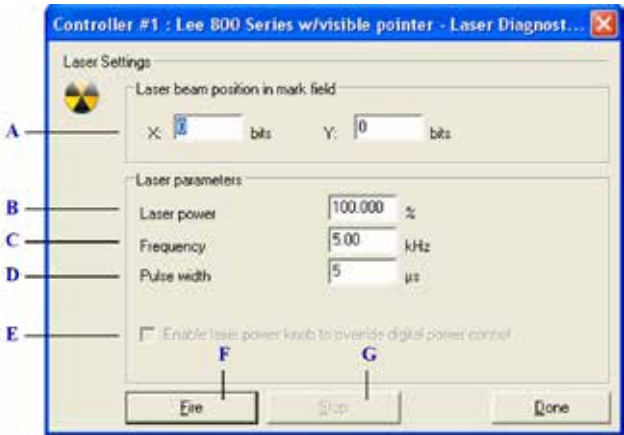 Controller #1 : Lee 800 Series w/visible pointer - Laser Diagnost...
Laser Settings
Laser beam position in mark field
A
X: 0 bits Y: 0 bits
Laser parameters
B Laser power 100.000 %
C Frequency 5.00 kHz
D Pulse width 5 µs
E Enable laser power knob to override digital power control
F G
Fire Stop Done